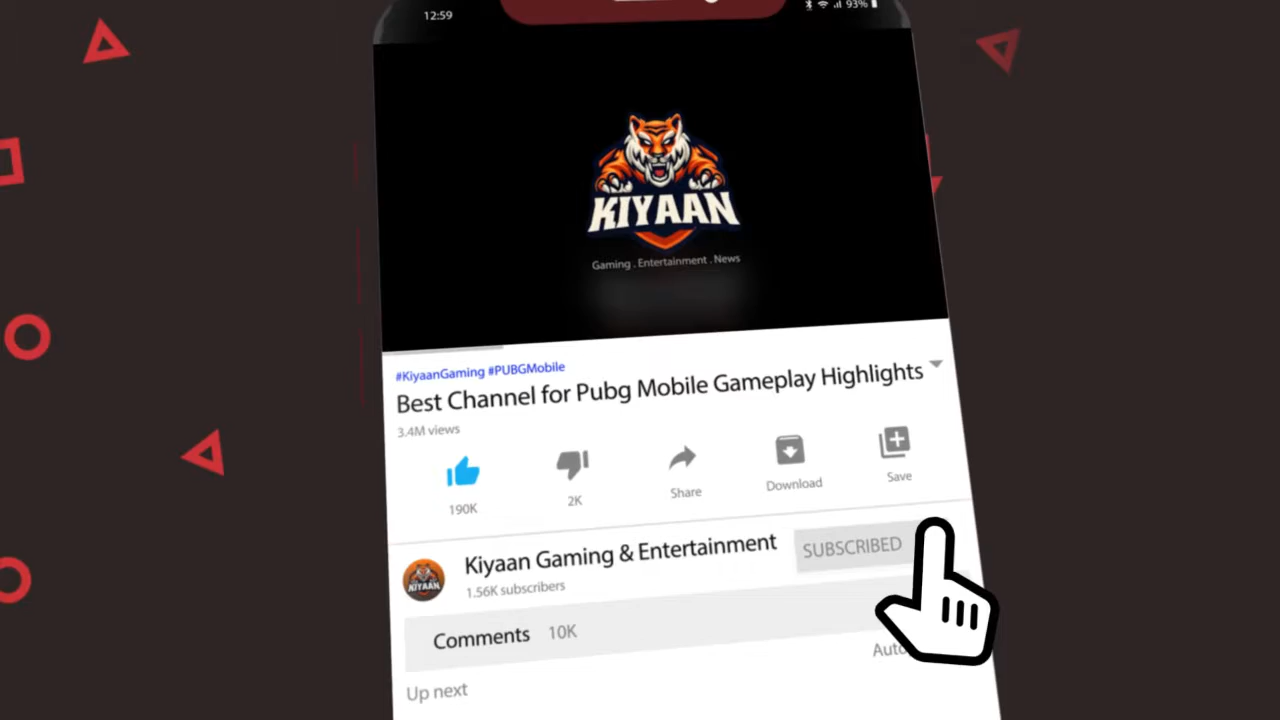 12:59
93%
KIYAAN
Gaming . Entertainment . News
#KiyaanGaming #PUBGMobile
Best Channel for Pubg Mobile Gameplay Highlights
3.4M views
190K
2K
Share
Download
Save
Kiyaan Gaming & Entertainment
SUBSCRIBED
KIYAAN
1.56K subscribers
Comments 10K
Up next